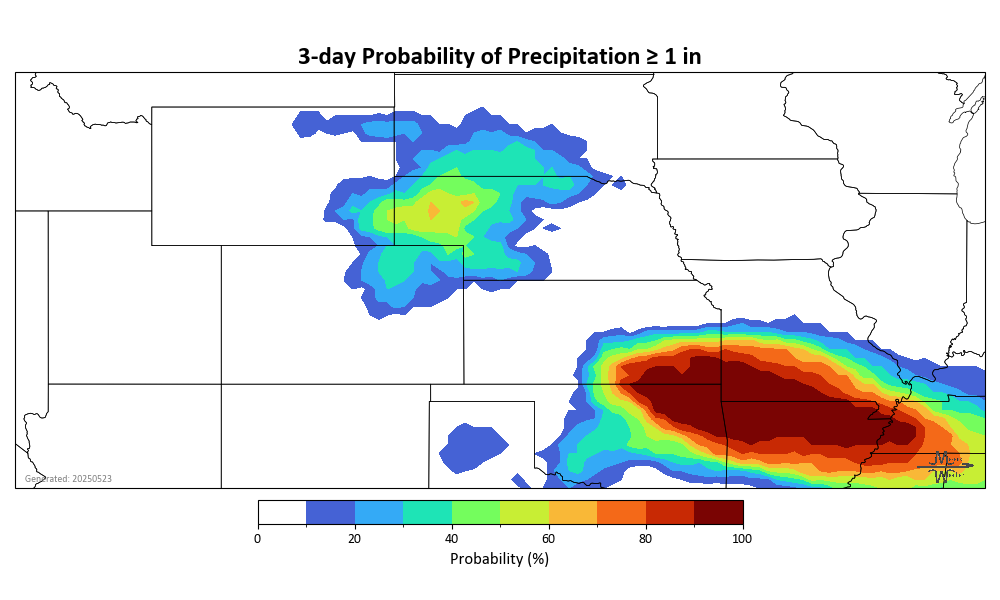 3-day Probability of Precipitation ≥ 1 in
Generated: 20250523
0 20 40 60 80 100
Probability (%)